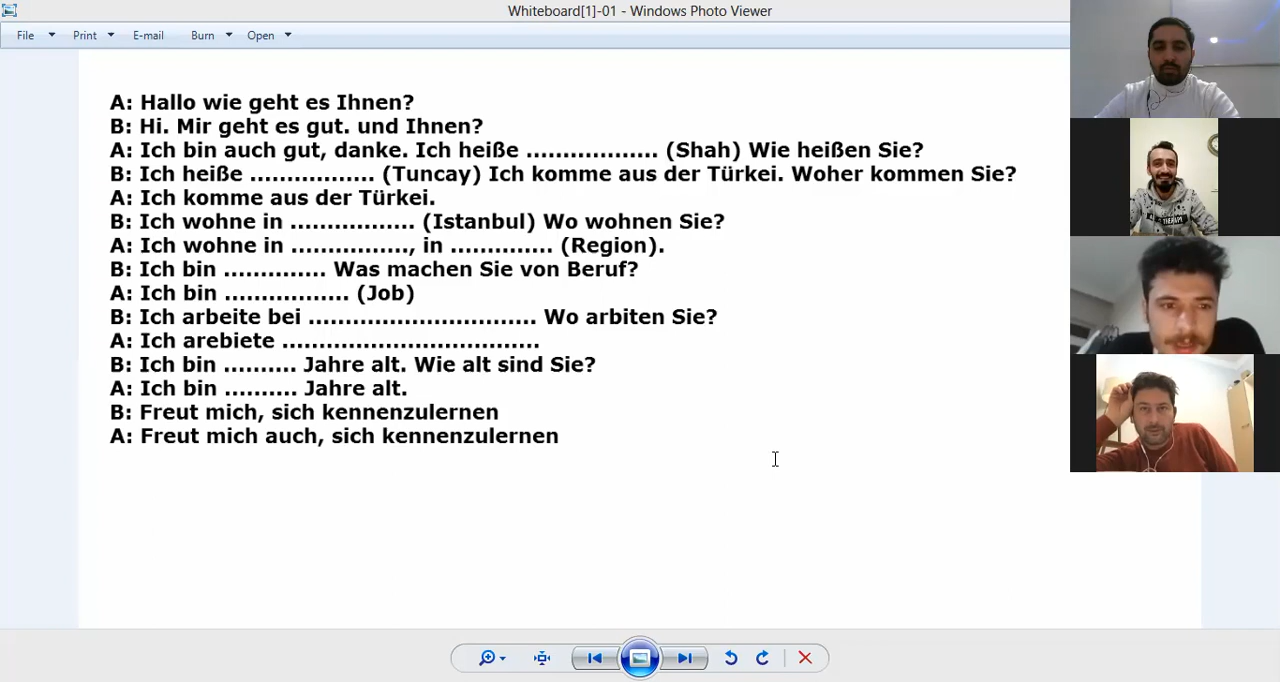 Whiteboard[1]-01 - Windows Photo Viewer
File Print E-mail Burn Open
A: Hallo wie geht es Ihnen?
B: Hi. Mir geht es gut. und Ihnen?
A: Ich bin auch gut, danke. Ich heiße .................. (Shah) Wie heißen Sie?
B: Ich heiße ................. (Tuncay) Ich komme aus der Türkei. Woher kommen Sie?
A: Ich komme aus der Türkei.
B: Ich wohne in ................. (Istanbul) Wo wohnen Sie?
A: Ich wohne in ................, in .............. (Region).
B: Ich bin .............. Was machen Sie von Beruf?
A: Ich bin ................. (Job)
B: Ich arbeite bei ............................... Wo arbiten Sie?
A: Ich arebiete ...................................
B: Ich bin .......... Jahre alt. Wie alt sind Sie?
A: Ich bin .......... Jahre alt.
B: Freut mich, sich kennenzulernen
A: Freut mich auch, sich kennenzulernen